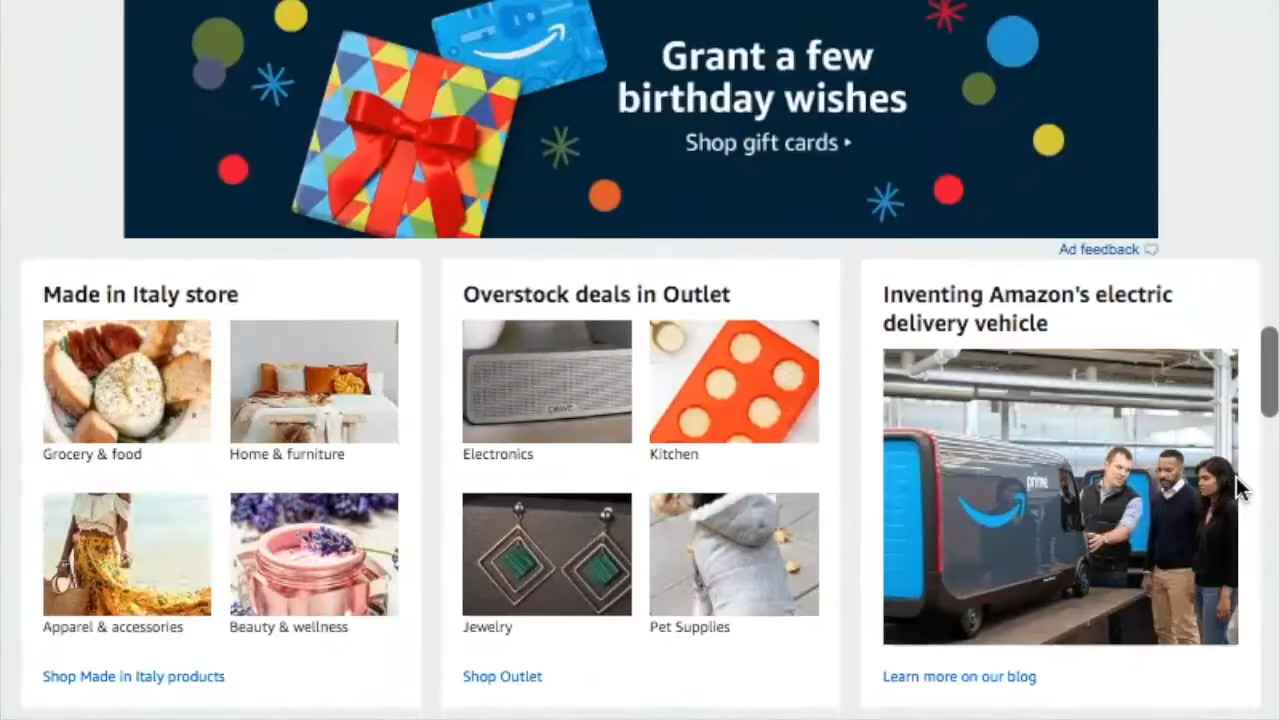 Grant a few
birthday wishes
Shop gift cards ▸
Ad feedback
Made in Italy store
Grocery & food
Home & furniture
Apparel & accessories
Beauty & wellness
Shop Made in Italy products
Overstock deals in Outlet
Electronics
Kitchen
Jewelry
Pet Supplies
Shop Outlet
Inventing Amazon's electric
delivery vehicle
prime
Learn more on our blog